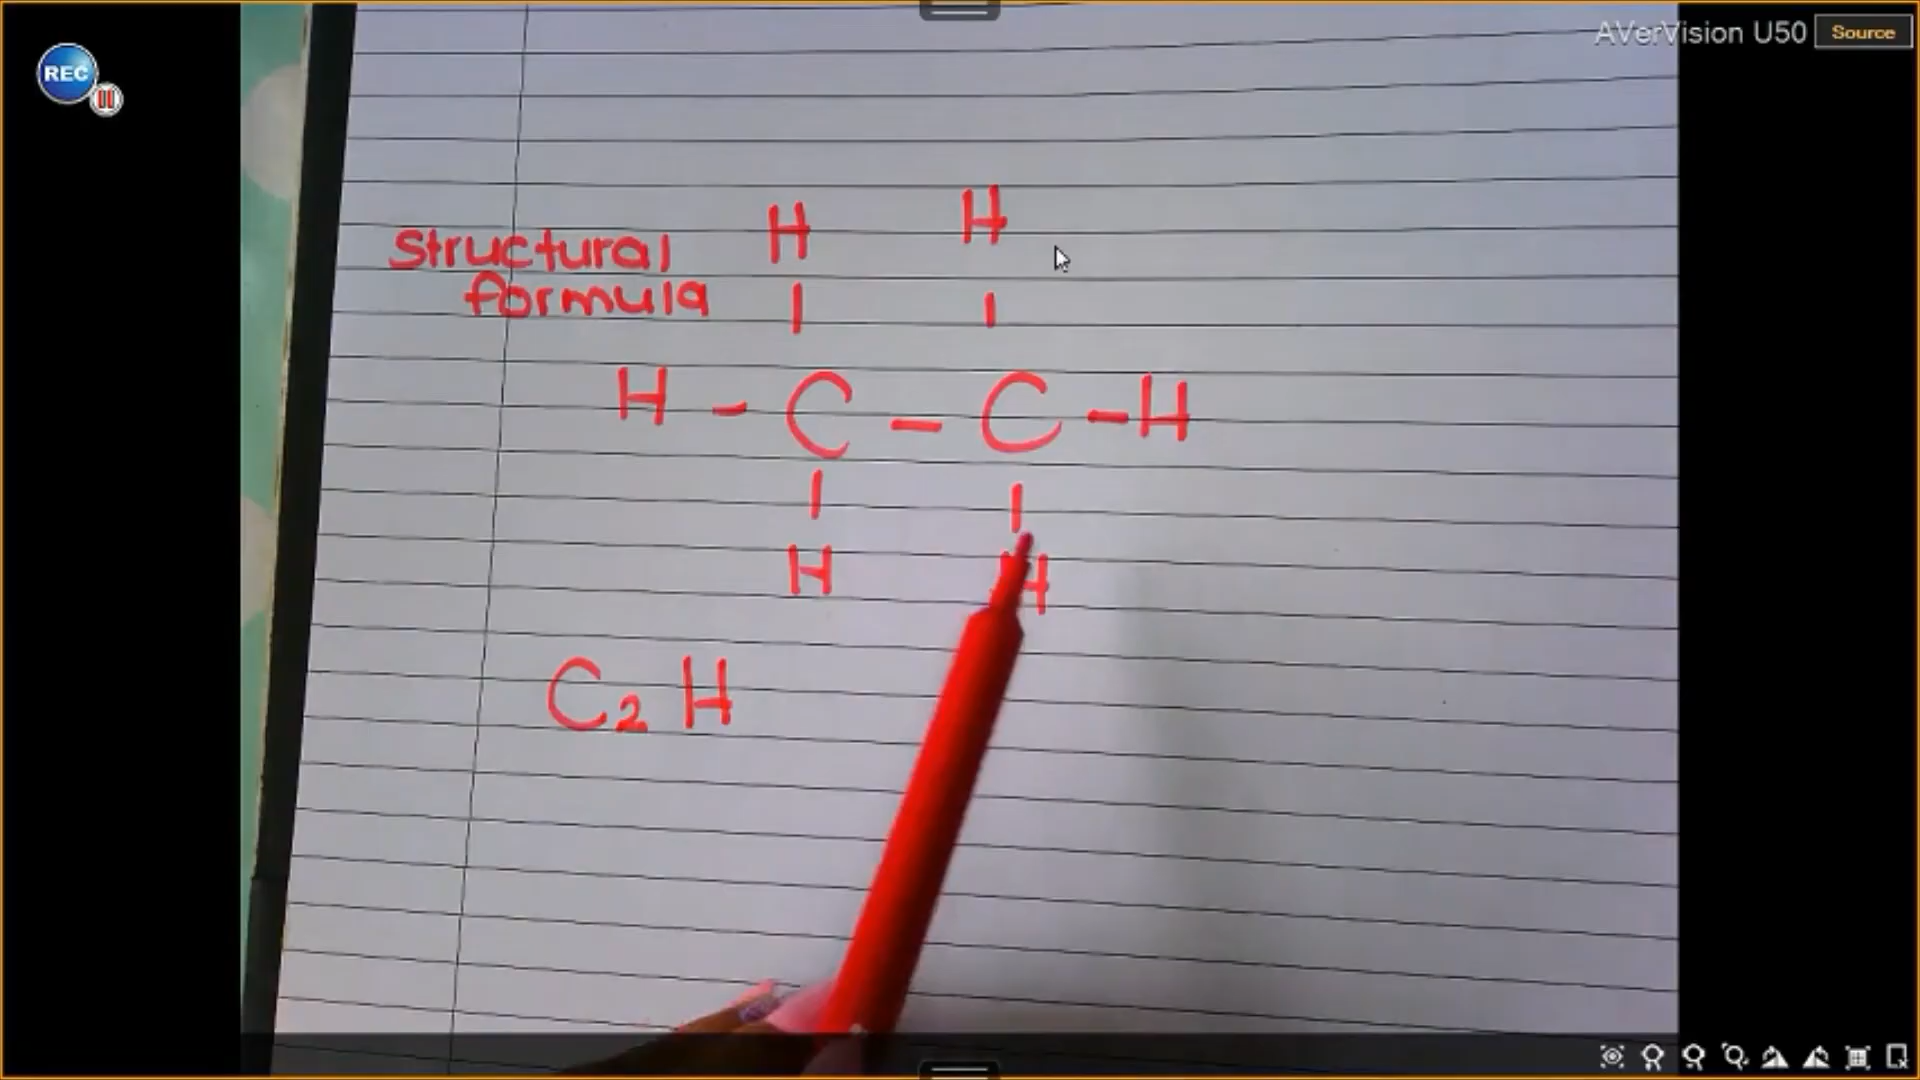 AVerVision U50 Source
REC
H H
Structural
formula
H - C - C - H
H H
C₂ H